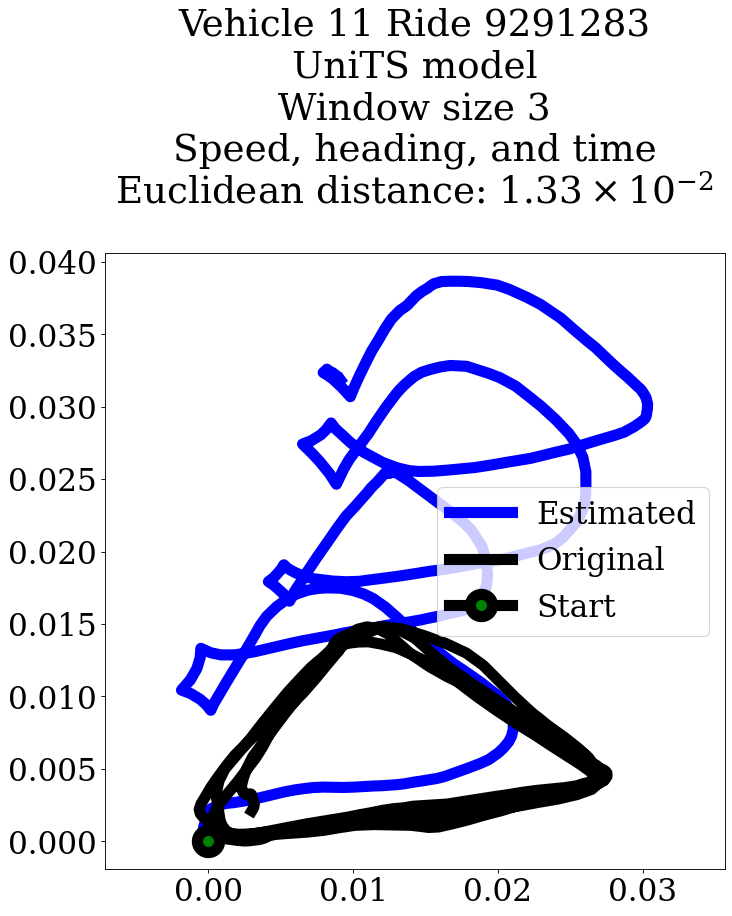 Vehicle 11 Ride 9291283
UniTS model
Window size 3
Speed, heading, and time
Euclidean distance: 1.33 × 10⁻²
0.040
0.035
0.030
0.025
0.020
0.015
0.010
0.005
0.000
Estimated
Original
Start
0.00 0.01 0.02 0.03